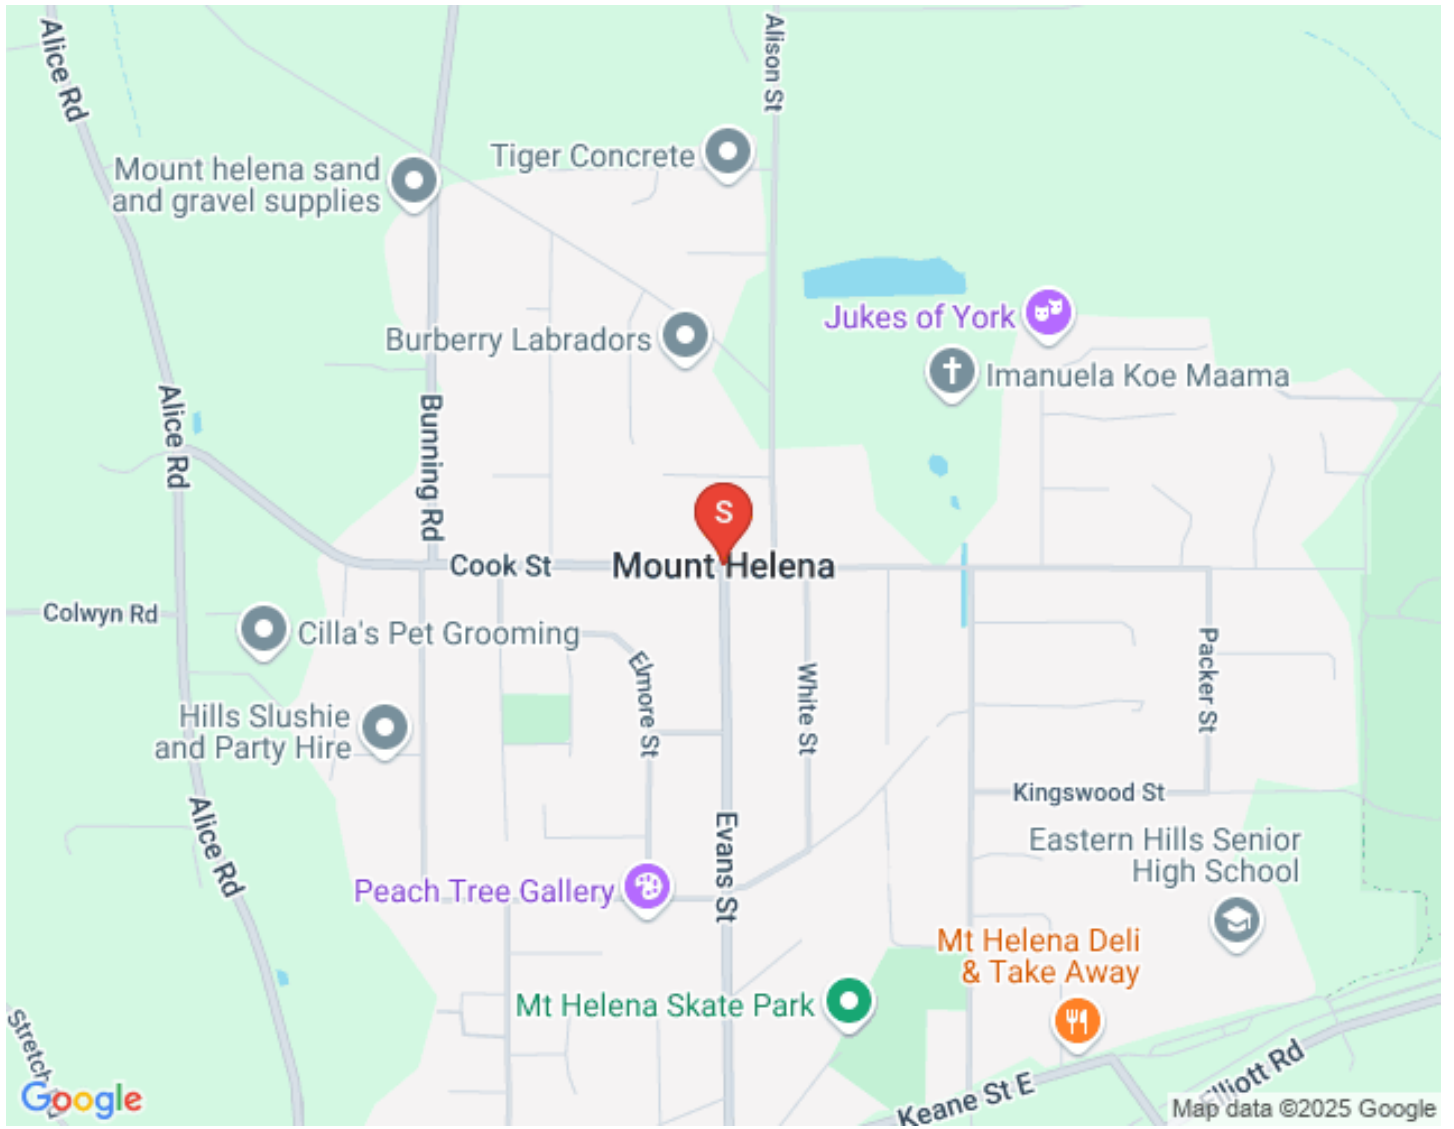 Alice Rd
Alison St
Tiger Concrete
Mount helena sand
and gravel supplies
Jukes of York
Burberry Labradors
Imanuela Koe Maama
Alice Rd
Bunning Rd
S
Cook St
Mount Helena
Colwyn Rd
Cilla's Pet Grooming
Elmore St
White St
Packer St
Hills Slushie
and Party Hire
Kingswood St
Alice Rd
Evans St
Eastern Hills Senior
High School
Peach Tree Gallery
Mt Helena Deli
& Take Away
Mt Helena Skate Park
Stretch
Elliott Rd
Keane St E
Google
Map data ©2025 Google